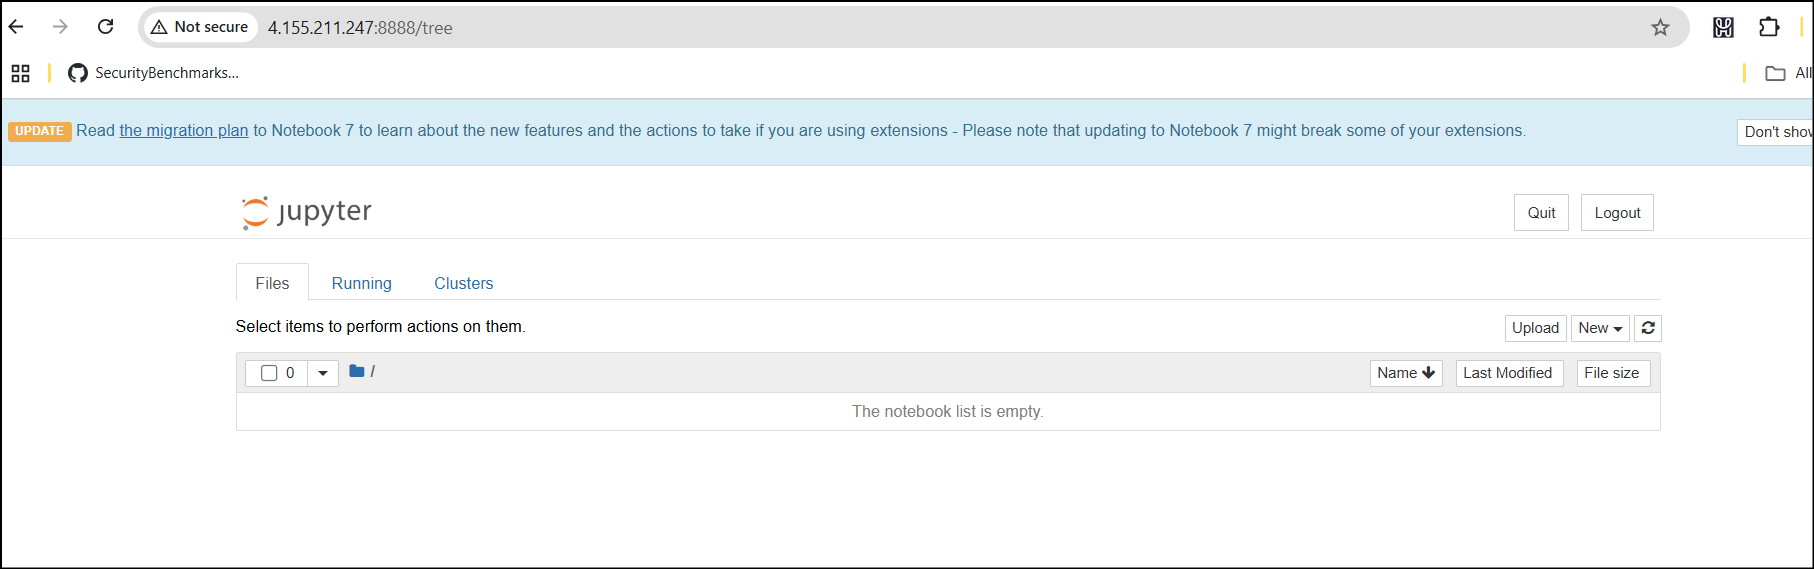 Not secure 4.155.211.247:8888/tree
SecurityBenchmarks...
All
UPDATE Read the migration plan to Notebook 7 to learn about the new features and the actions to take if you are using extensions - Please note that updating to Notebook 7 might break some of your extensions.
Don't show
jupyter
Quit Logout
Files Running Clusters
Select items to perform actions on them.
Upload New
0 / Name Last Modified File size
The notebook list is empty.